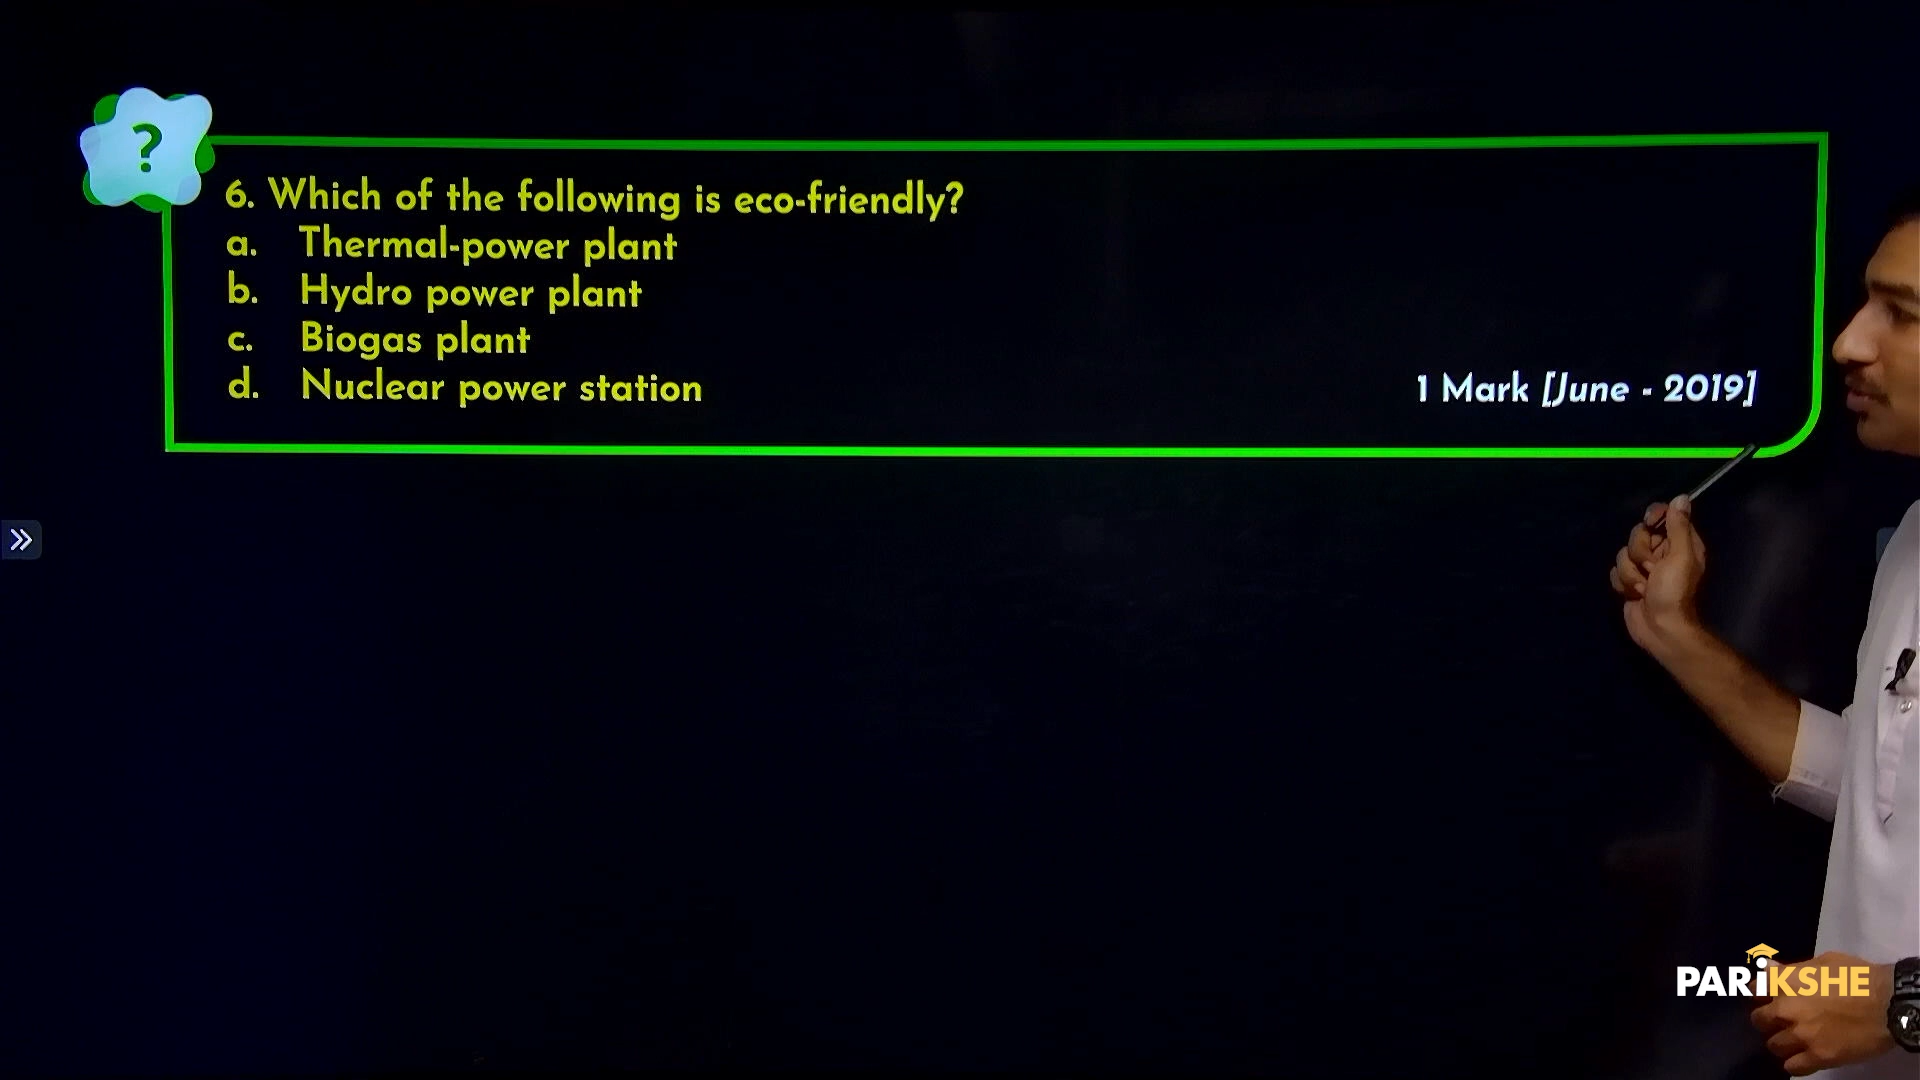 ?
6. Which of the following is eco-friendly?
a. Thermal-power plant
b. Hydro power plant
c. Biogas plant
d. Nuclear power station
1 Mark [June - 2019]
PARiKSHE